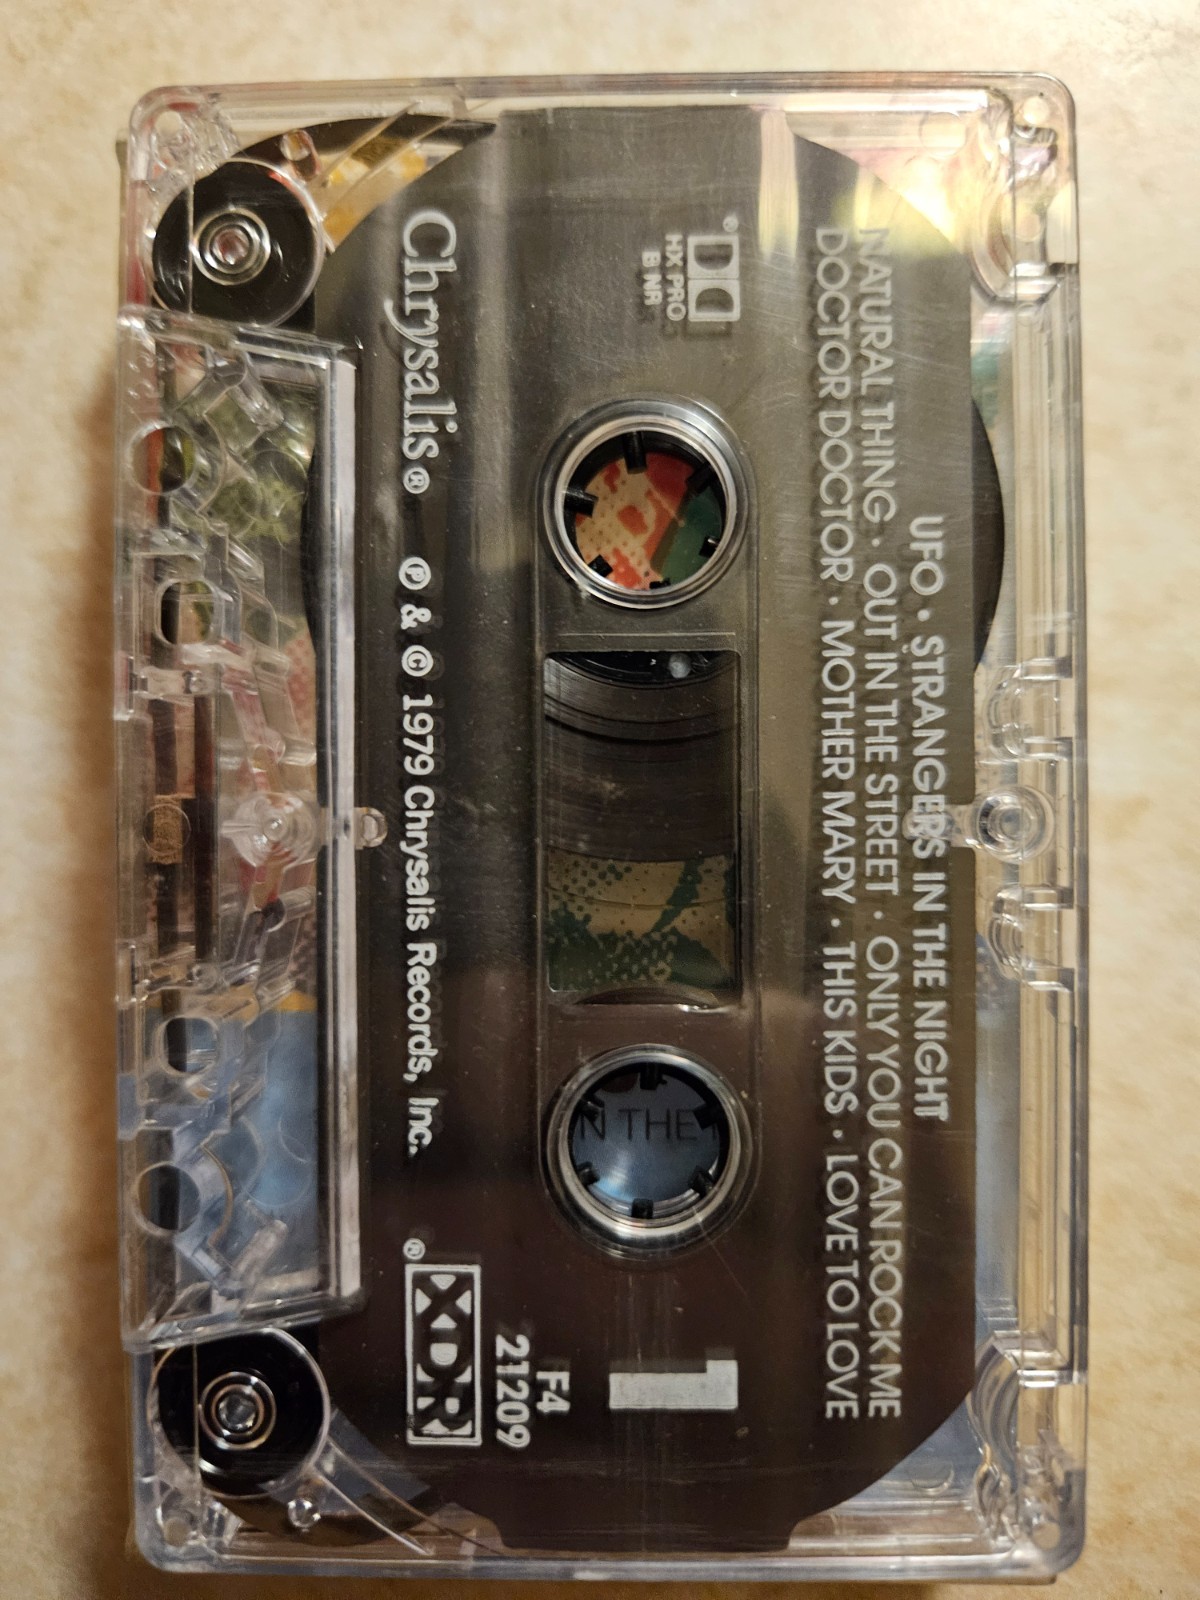 UFO • STRANGERS IN THE NIGHT
NATURAL THING • OUT IN THE STREET • ONLY YOU CAN ROCK ME
DOCTOR DOCTOR • MOTHER MARY • THIS KIDS • LOVE TO LOVE
®
HX PRO
B NR
N THE
1
F4
21209
Chrysalis® ℗ & © 1979 Chrysalis Records, Inc. ®XDR